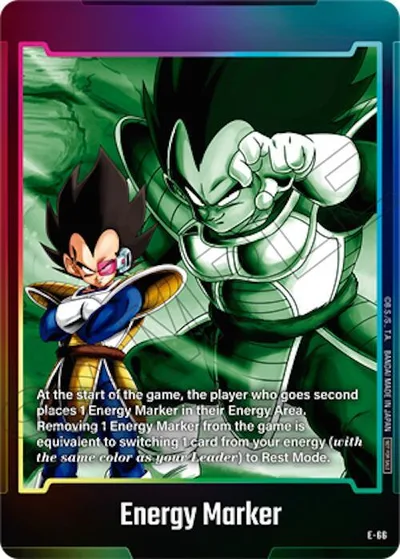 At the start of the game, the player who goes second
places 1 Energy Marker in their Energy Area.
Removing 1 Energy Marker from the game is
equivalent to switching 1 card from your energy (with
the same color as your Leader) to Rest Mode.
©B.S./S., T.A. BANDAI MADE IN JAPAN
Energy Marker
E-66